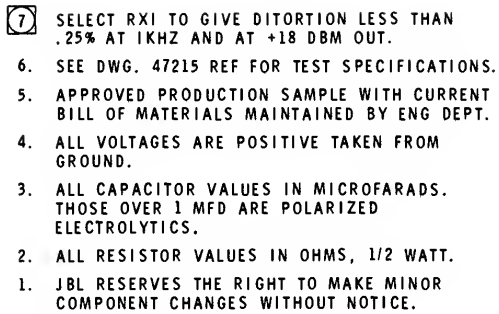 7 SELECT RX1 TO GIVE DITORTION LESS THAN
.25% AT 1KHZ AND AT +18 DBM OUT.
6. SEE DWG. 47215 REF FOR TEST SPECIFICATIONS.
5. APPROVED PRODUCTION SAMPLE WITH CURRENT
BILL OF MATERIALS MAINTAINED BY ENG DEPT.
4. ALL VOLTAGES ARE POSITIVE TAKEN FROM
GROUND.
3. ALL CAPACITOR VALUES IN MICROFARADS.
THOSE OVER 1 MFD ARE POLARIZED
ELECTROLYTICS.
2. ALL RESISTOR VALUES IN OHMS, 1/2 WATT.
1. JBL RESERVES THE RIGHT TO MAKE MINOR
COMPONENT CHANGES WITHOUT NOTICE.